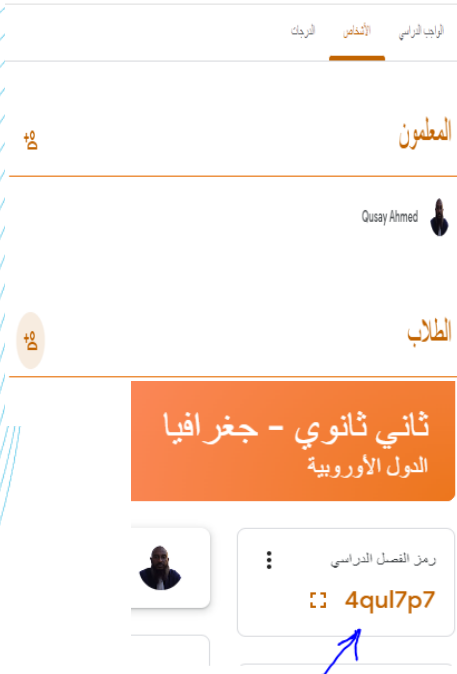 الواجب الدراسي الأشخاص الدرجات
المعلمون
Qusay Ahmed
الطلاب
ثاني ثانوي - جغرافيا
الدول الأوروبية
رمز الفصل الدراسي
4qul7p7